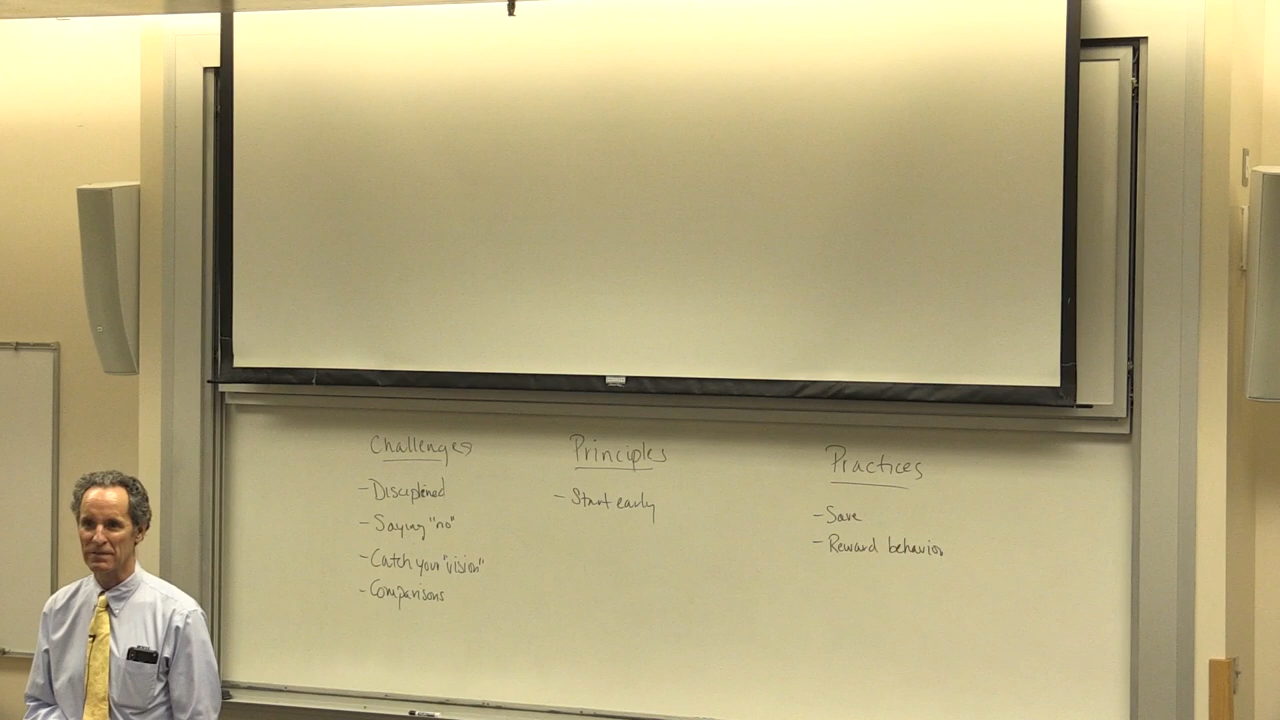 Challenges
- Disciplined
- Saying "no"
- Catch your "vision"
- Comparisons
Principles
- Start early
Practices
- Save
- Reward behavior